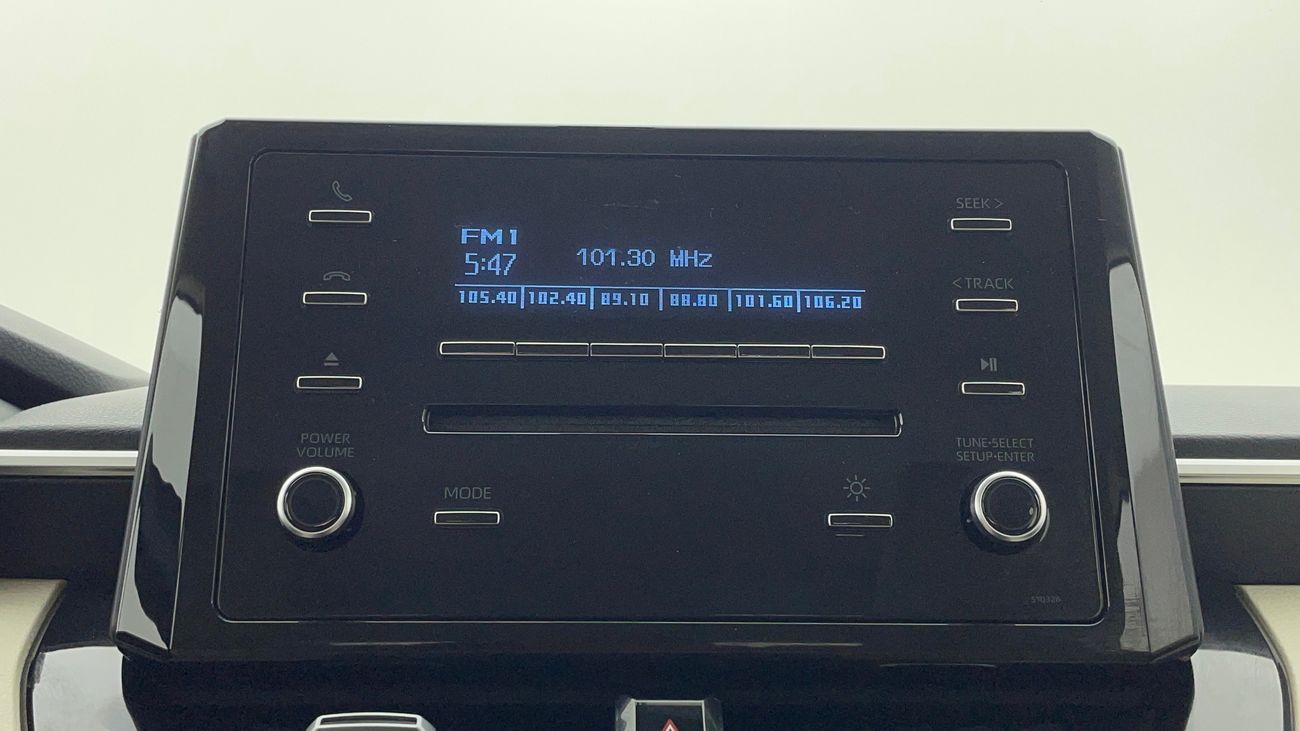 SEEK >
FM1
5:47
101.30 MHz
<TRACK
105.40 102.40 89.10 88.80 101.60 106.20
POWER
VOLUME
TUNE•SELECT
SETUP•ENTER
MODE